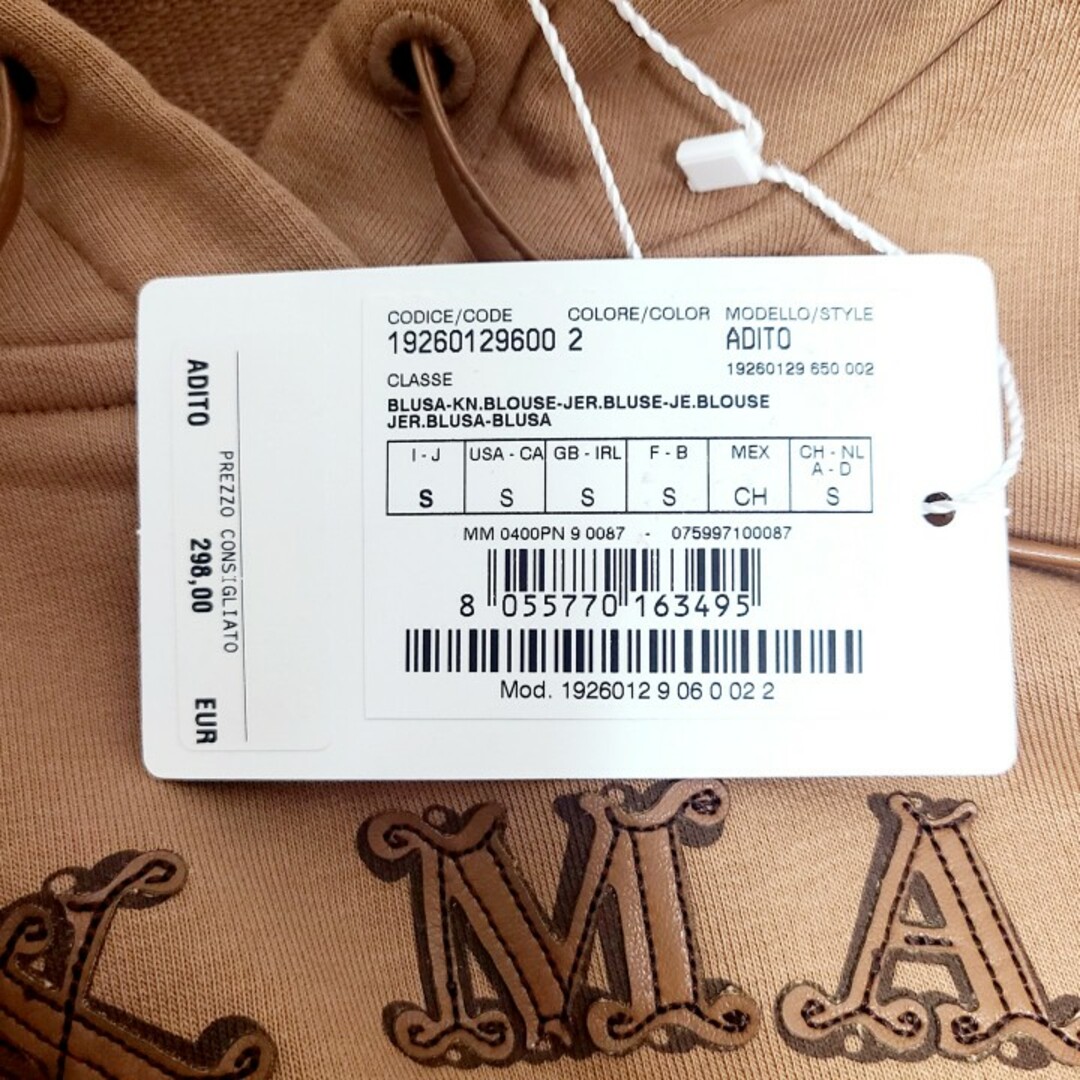 CODICE/CODE COLORE/COLOR MODELLO/STYLE
19260129600 2 ADITO
19260129 650 002
CLASSE
BLUSA-KN.BLOUSE-JER.BLUSE-JE.BLOUSE
JER.BLUSA-BLUSA
I - J USA - CA GB - IRL F - B MEX CH - NL
A - D
S S S S CH S
MM 0400PN 9 0087 - 075997100087
8 055770 163495
Mod. 1926012 9 06 0 02 2
ADITO
PREZZO CONSIGLIATO
298,00 EUR
X MA